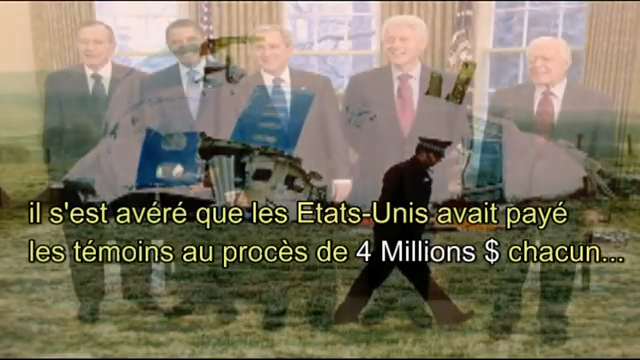 il s'est avéré que les Etats-Unis avait payé
les témoins au procès de 4 Millions $ chacun...